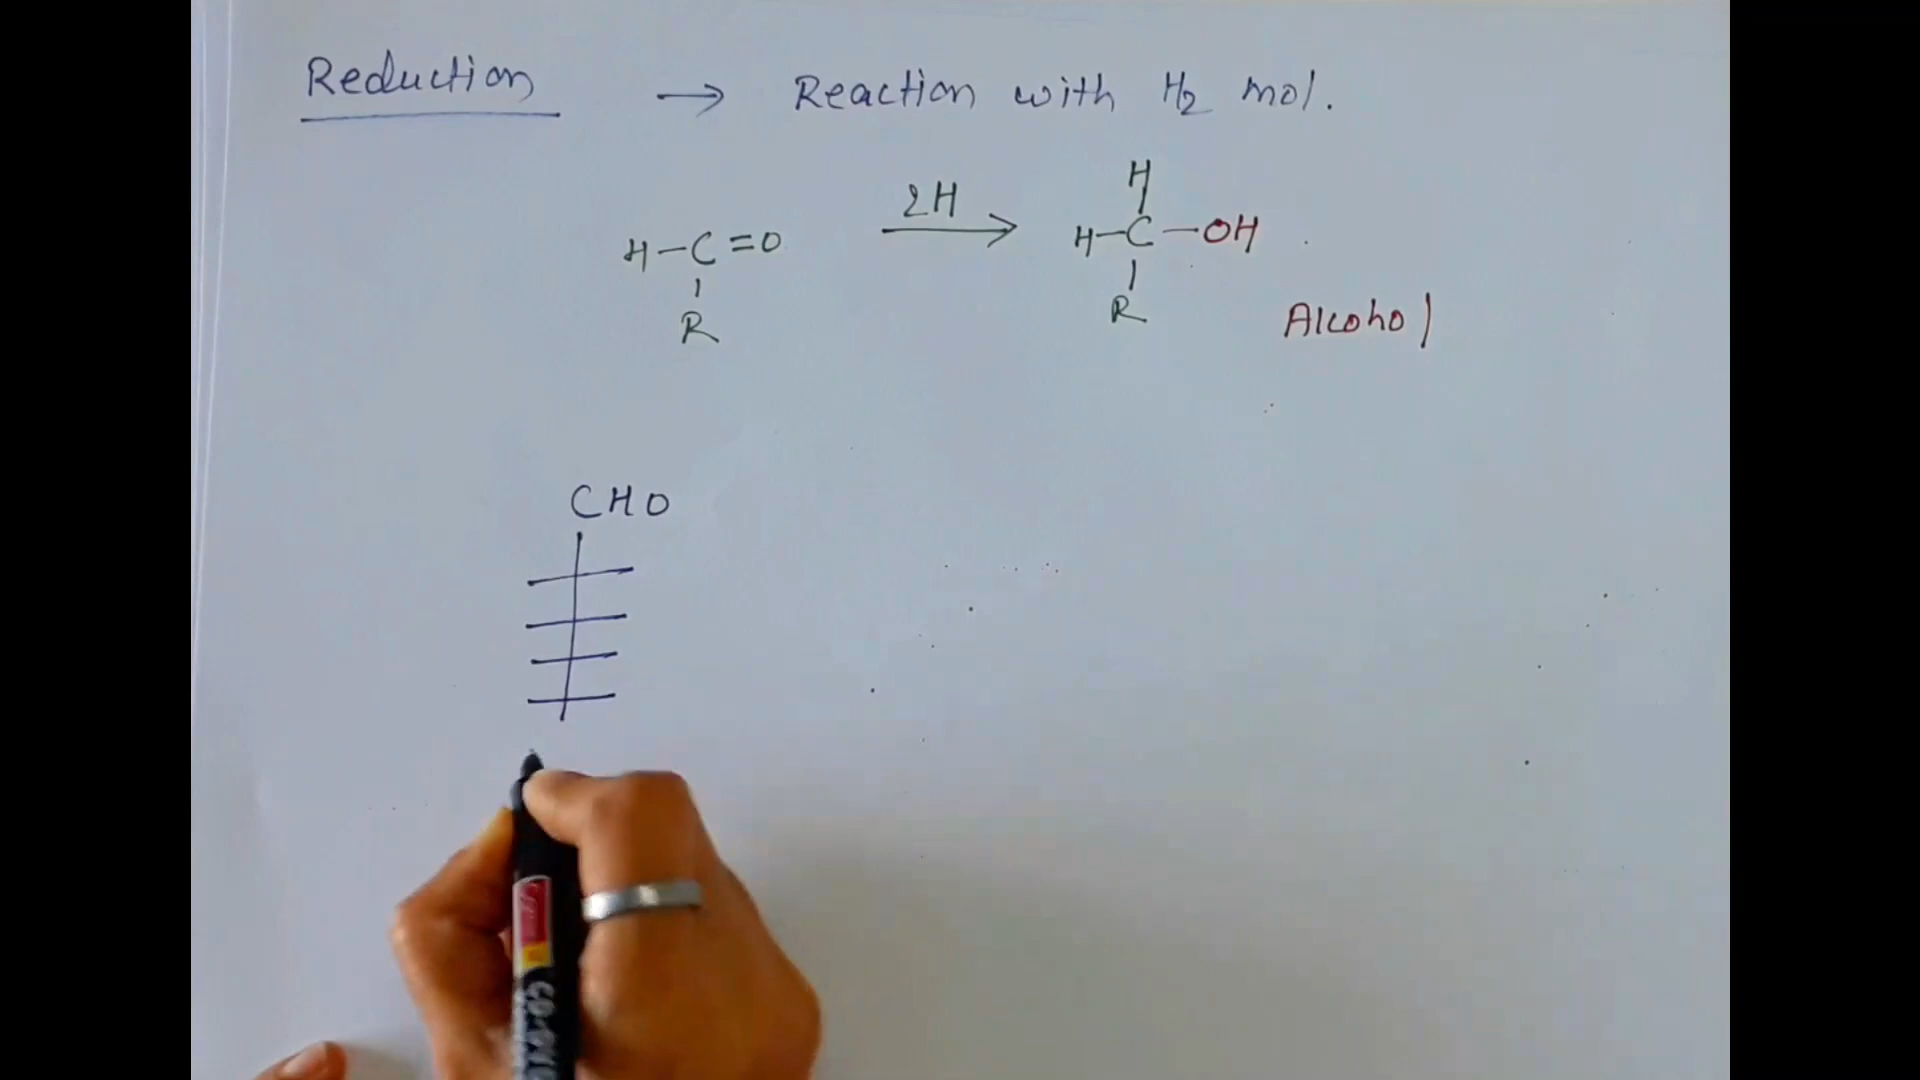 Reduction → Reaction with H₂ mol.
H–C=O
R
2H
H
H–C–OH
R
Alcohol
CHO